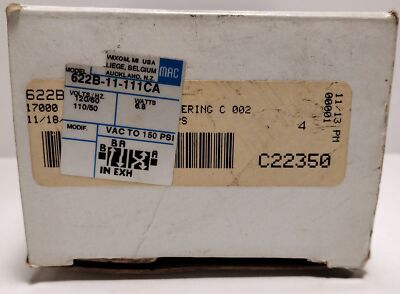 WIXOM, MI USA
LIEGE, BELGIUM
AUCKLAND, N.Z.
MAC
MODEL
622B-11-111CA
VOLTS/HZ.
120/60
110/50
WATTS
6.8
MODIF.
VAC TO 150 PSI
B A
IN EXH
622B
17000
ERING C 002
11/18/
PS
4
C22350
11/13 PM
00001